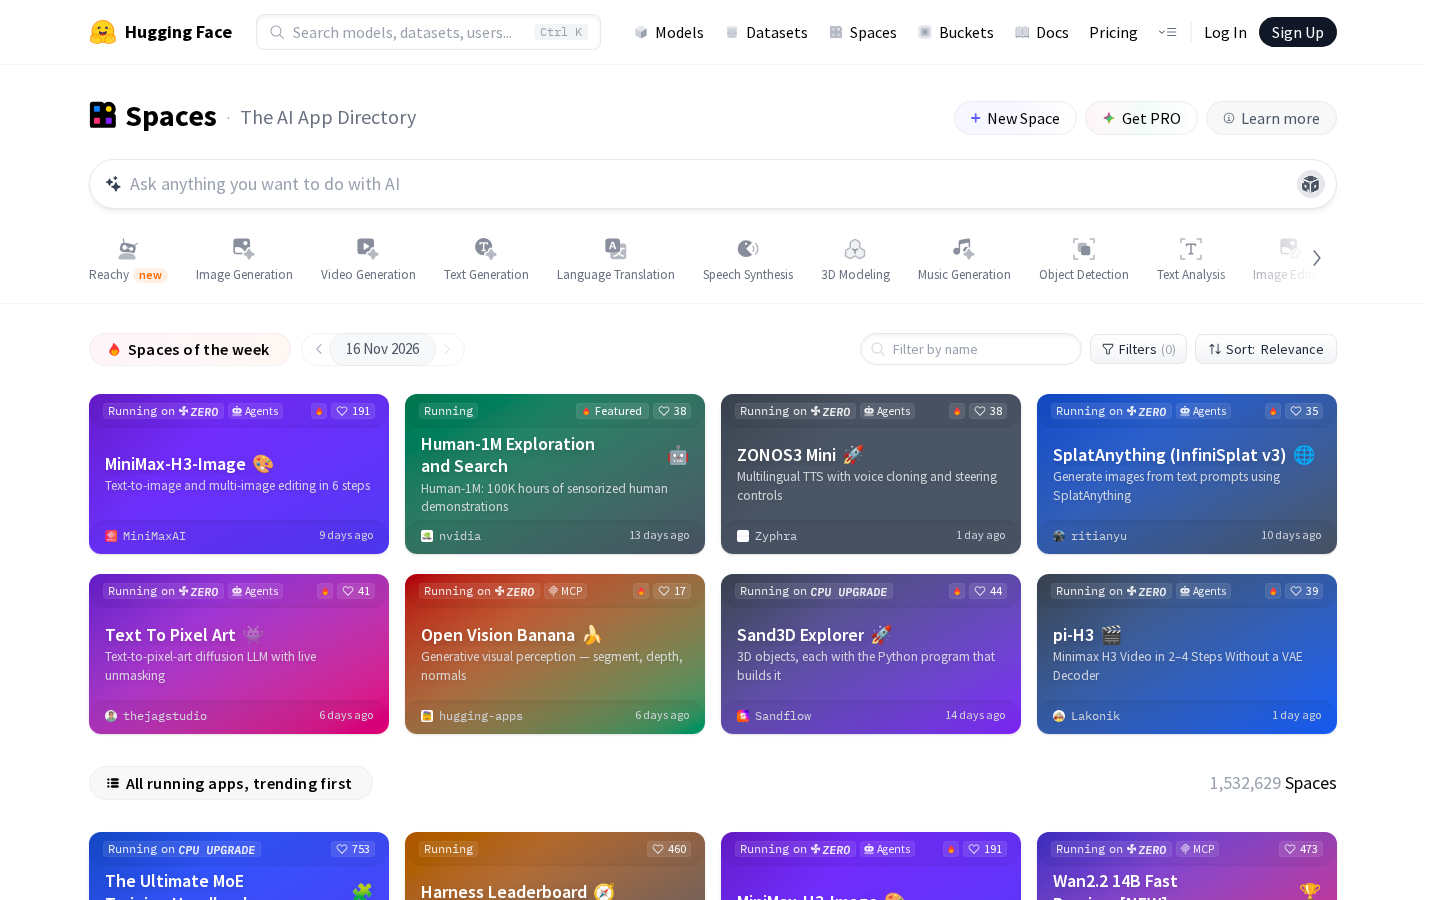 Hugging Face
Search models, datasets, users...
Ctrl K
Models
Datasets
Spaces
Buckets
Docs
Pricing
Log In
Sign Up
Spaces
· The AI App Directory
New Space
Get PRO
Learn more
Ask anything you want to do with AI
Reachy new
Image Generation
Video Generation
Text Generation
Language Translation
Speech Synthesis
3D Modeling
Music Generation
Object Detection
Text Analysis
Spaces of the week
16 Nov 2026
Filter by name
Filters (0)
Sort: Relevance
Running on ZERO Agents 191
MiniMax-H3-Image
Text-to-image and multi-image editing in 6 steps
MiniMaxAI 9 days ago
Running Featured 38
Human-1M Exploration
and Search
Human-1M: 100K hours of sensorized human
demonstrations
nvidia 13 days ago
Running on ZERO Agents 38
ZONOS3 Mini
Multilingual TTS with voice cloning and steering
controls
Zyphra 1 day ago
Running on ZERO Agents 35
SplatAnything (InfiniSplat v3)
Generate images from text prompts using
SplatAnything
ritianyu 10 days ago
Running on ZERO Agents 41
Text To Pixel Art
Text-to-pixel-art diffusion LLM with live
unmasking
thejagstudio 6 days ago
Running on ZERO MCP 17
Open Vision Banana
Generative visual perception — segment, depth,
normals
hugging-apps 6 days ago
Running on CPU UPGRADE 44
Sand3D Explorer
3D objects, each with the Python program that
builds it
Sandflow 14 days ago
Running on ZERO Agents 39
pi-H3
Minimax H3 Video in 2–4 Steps Without a VAE
Decoder
Lakonik 1 day ago
All running apps, trending first
1,532,629 Spaces
Running on CPU UPGRADE 753
The Ultimate MoE
Running 460
Harness Leaderboard
Running on ZERO Agents 191
MiniMax-H3-Image
Running on ZERO MCP 473
Wan2.2 14B Fast